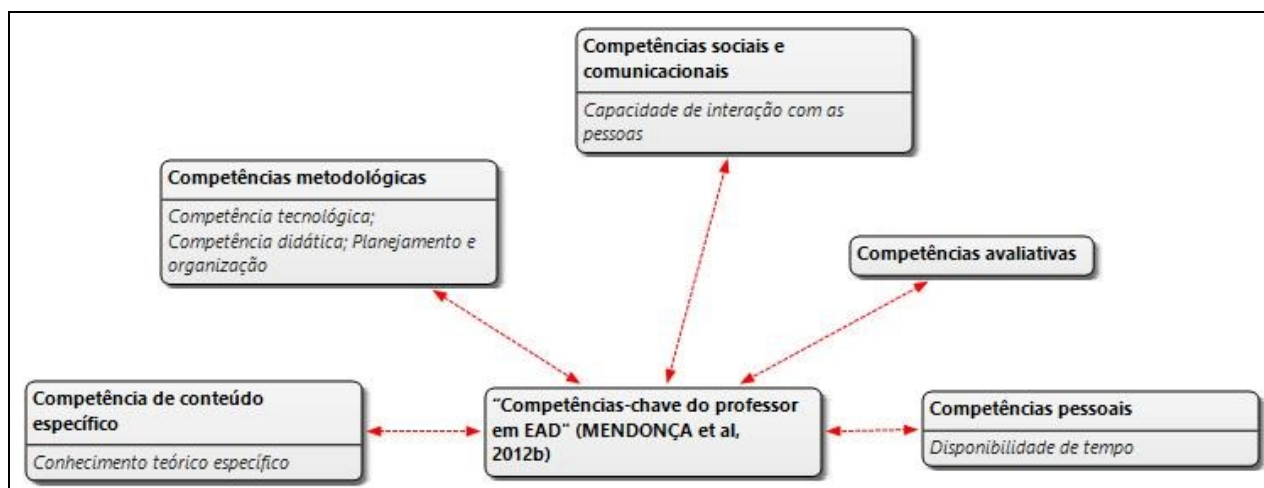 Competências sociais e
comunicacionais
Capacidade de interação com as
pessoas
Competências metodológicas
Competência tecnológica;
Competência didática; Planejamento e
organização
Competências avaliativas
Competência de conteúdo
específico
Conhecimento teórico específico
"Competências-chave do professor
em EAD" (MENDONÇA et al,
2012b)
Competências pessoais
Disponibilidade de tempo